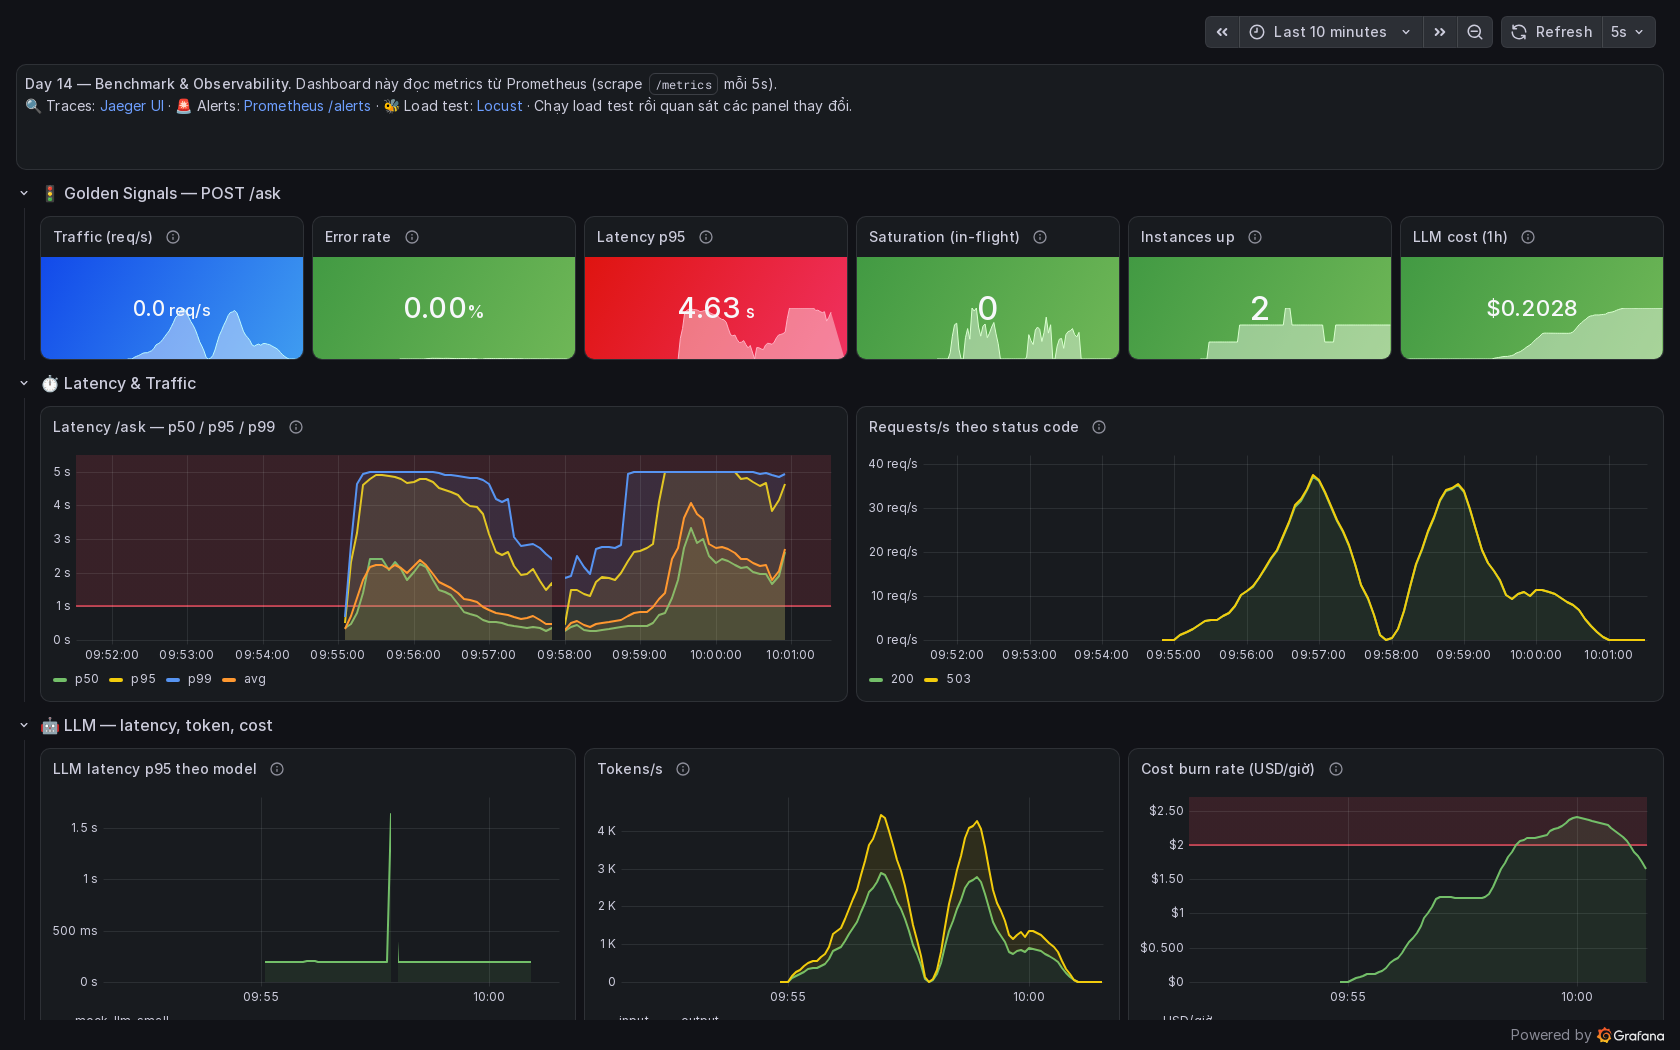 Last 10 minutes
Refresh
5s
Day 14 — Benchmark & Observability. Dashboard này đọc metrics từ Prometheus (scrape /metrics mỗi 5s).
🔍 Traces: Jaeger UI · 🚨 Alerts: Prometheus /alerts · 🐝 Load test: Locust · Chạy load test rồi quan sát các panel thay đổi.
🚦 Golden Signals — POST /ask
Traffic (req/s)
0.0 req/s
Error rate
0.00%
Latency p95
4.63 s
Saturation (in-flight)
0
Instances up
2
LLM cost (1h)
$0.2028
⏱️ Latency & Traffic
Latency /ask — p50 / p95 / p99
5 s
4 s
3 s
2 s
1 s
0 s
09:52:00 09:53:00 09:54:00 09:55:00 09:56:00 09:57:00 09:58:00 09:59:00 10:00:00 10:01:00
p50 p95 p99 avg
Requests/s theo status code
40 req/s
30 req/s
20 req/s
10 req/s
0 req/s
09:52:00 09:53:00 09:54:00 09:55:00 09:56:00 09:57:00 09:58:00 09:59:00 10:00:00 10:01:00
200 503
🤖 LLM — latency, token, cost
LLM latency p95 theo model
1.5 s
1 s
500 ms
0 s
09:55 10:00
mock-llm-small
Tokens/s
4 K
3 K
2 K
1 K
0
09:55 10:00
input output
Cost burn rate (USD/giờ)
$2.50
$2
$1.50
$1
$0.500
$0
09:55 10:00
USD/giờ
Powered by Grafana